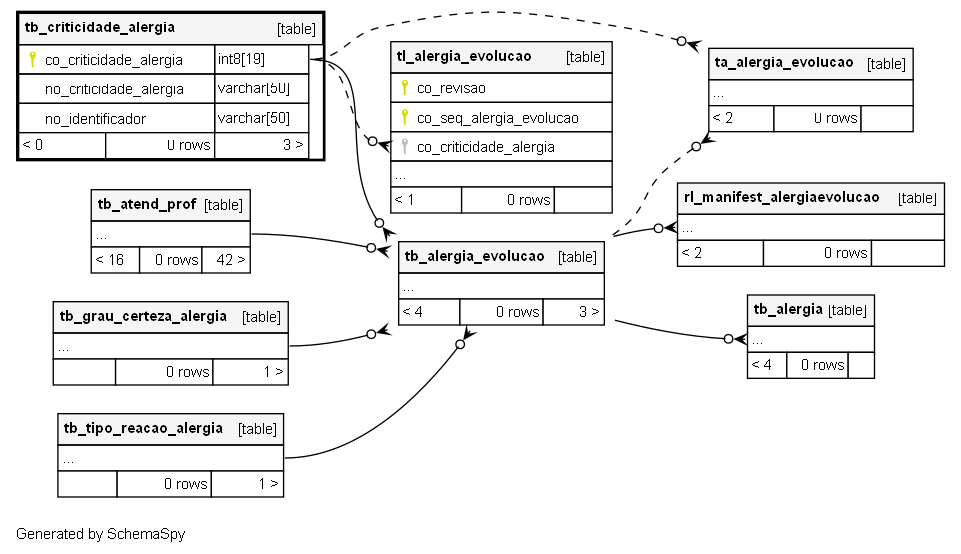 tb_criticidade_alergia [table]
co_criticidade_alergia int8[19]
no_criticidade_alergia varchar[50]
no_identificador varchar[50]
< 0 0 rows 3 >
tl_alergia_evolucao [table]
co_revisao
co_seq_alergia_evolucao
co_criticidade_alergia
...
< 1 0 rows
ta_alergia_evolucao [table]
...
< 2 0 rows
tb_atend_prof [table]
...
< 16 0 rows 42 >
rl_manifest_alergiaevolucao [table]
...
< 2 0 rows
tb_alergia_evolucao [table]
...
< 4 0 rows 3 >
tb_grau_certeza_alergia [table]
...
0 rows 1 >
tb_alergia [table]
...
< 4 0 rows
tb_tipo_reacao_alergia [table]
...
0 rows 1 >
Generated by SchemaSpy